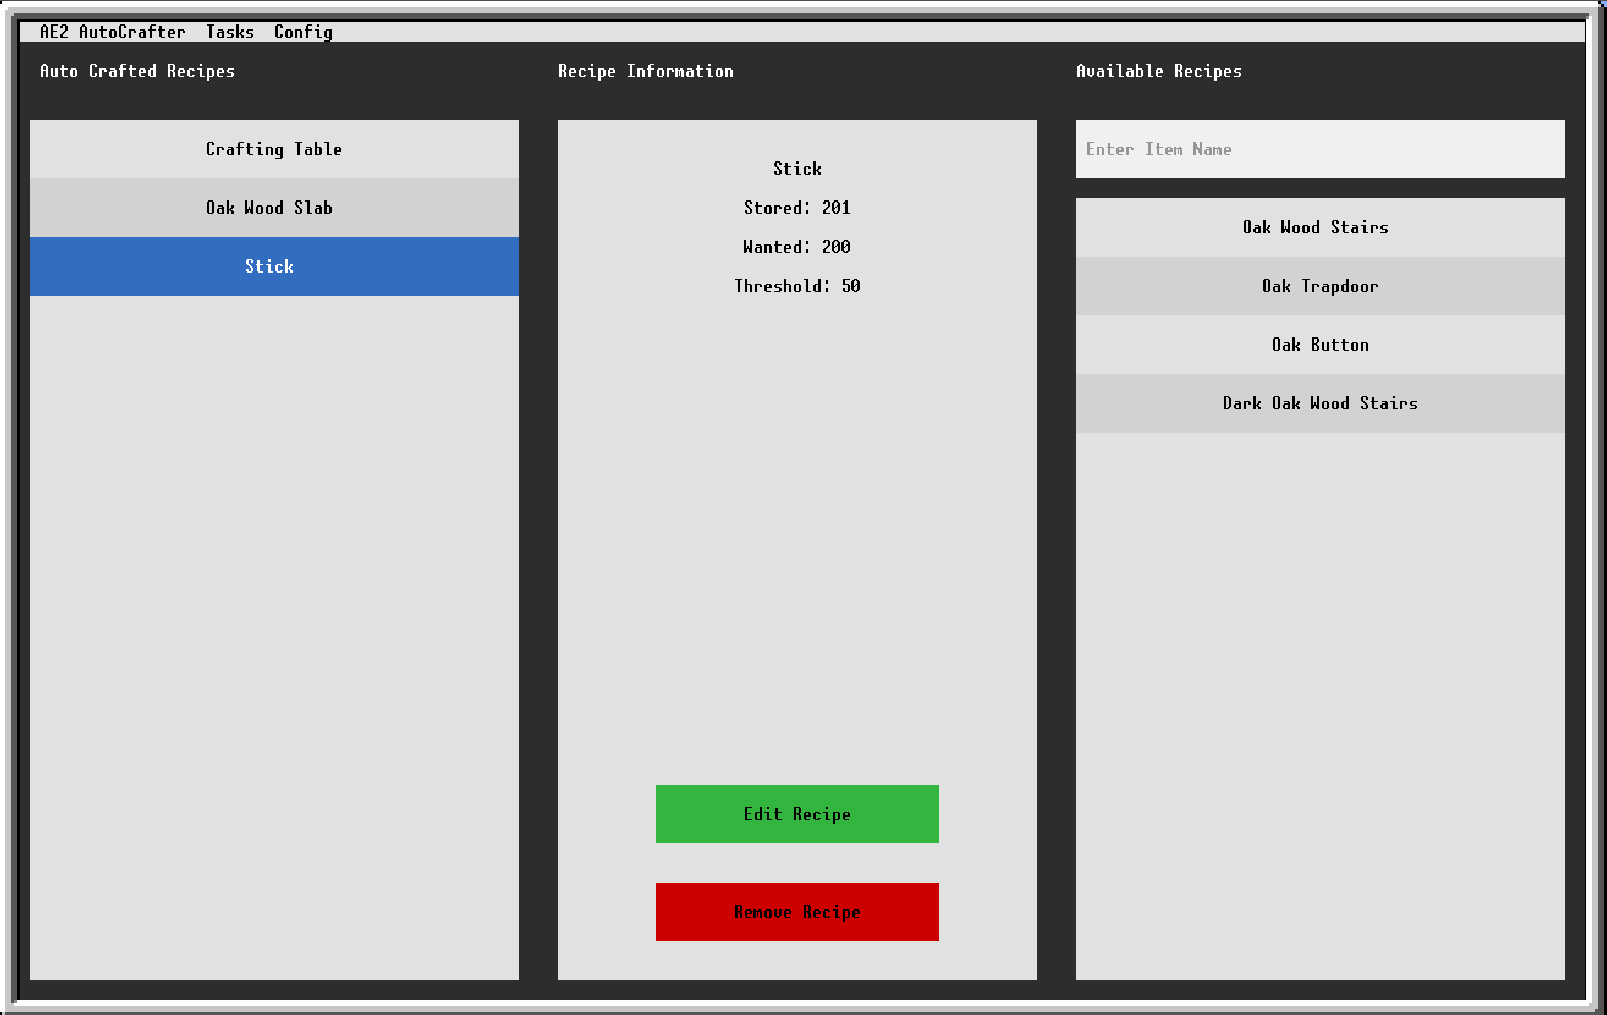 AE2 AutoCrafter Tasks Config
Auto Crafted Recipes
Crafting Table
Oak Wood Slab
Stick
Recipe Information
Stick
Stored: 201
Wanted: 200
Threshold: 50
Edit Recipe
Remove Recipe
Available Recipes
Enter Item Name
Oak Wood Stairs
Oak Trapdoor
Oak Button
Dark Oak Wood Stairs